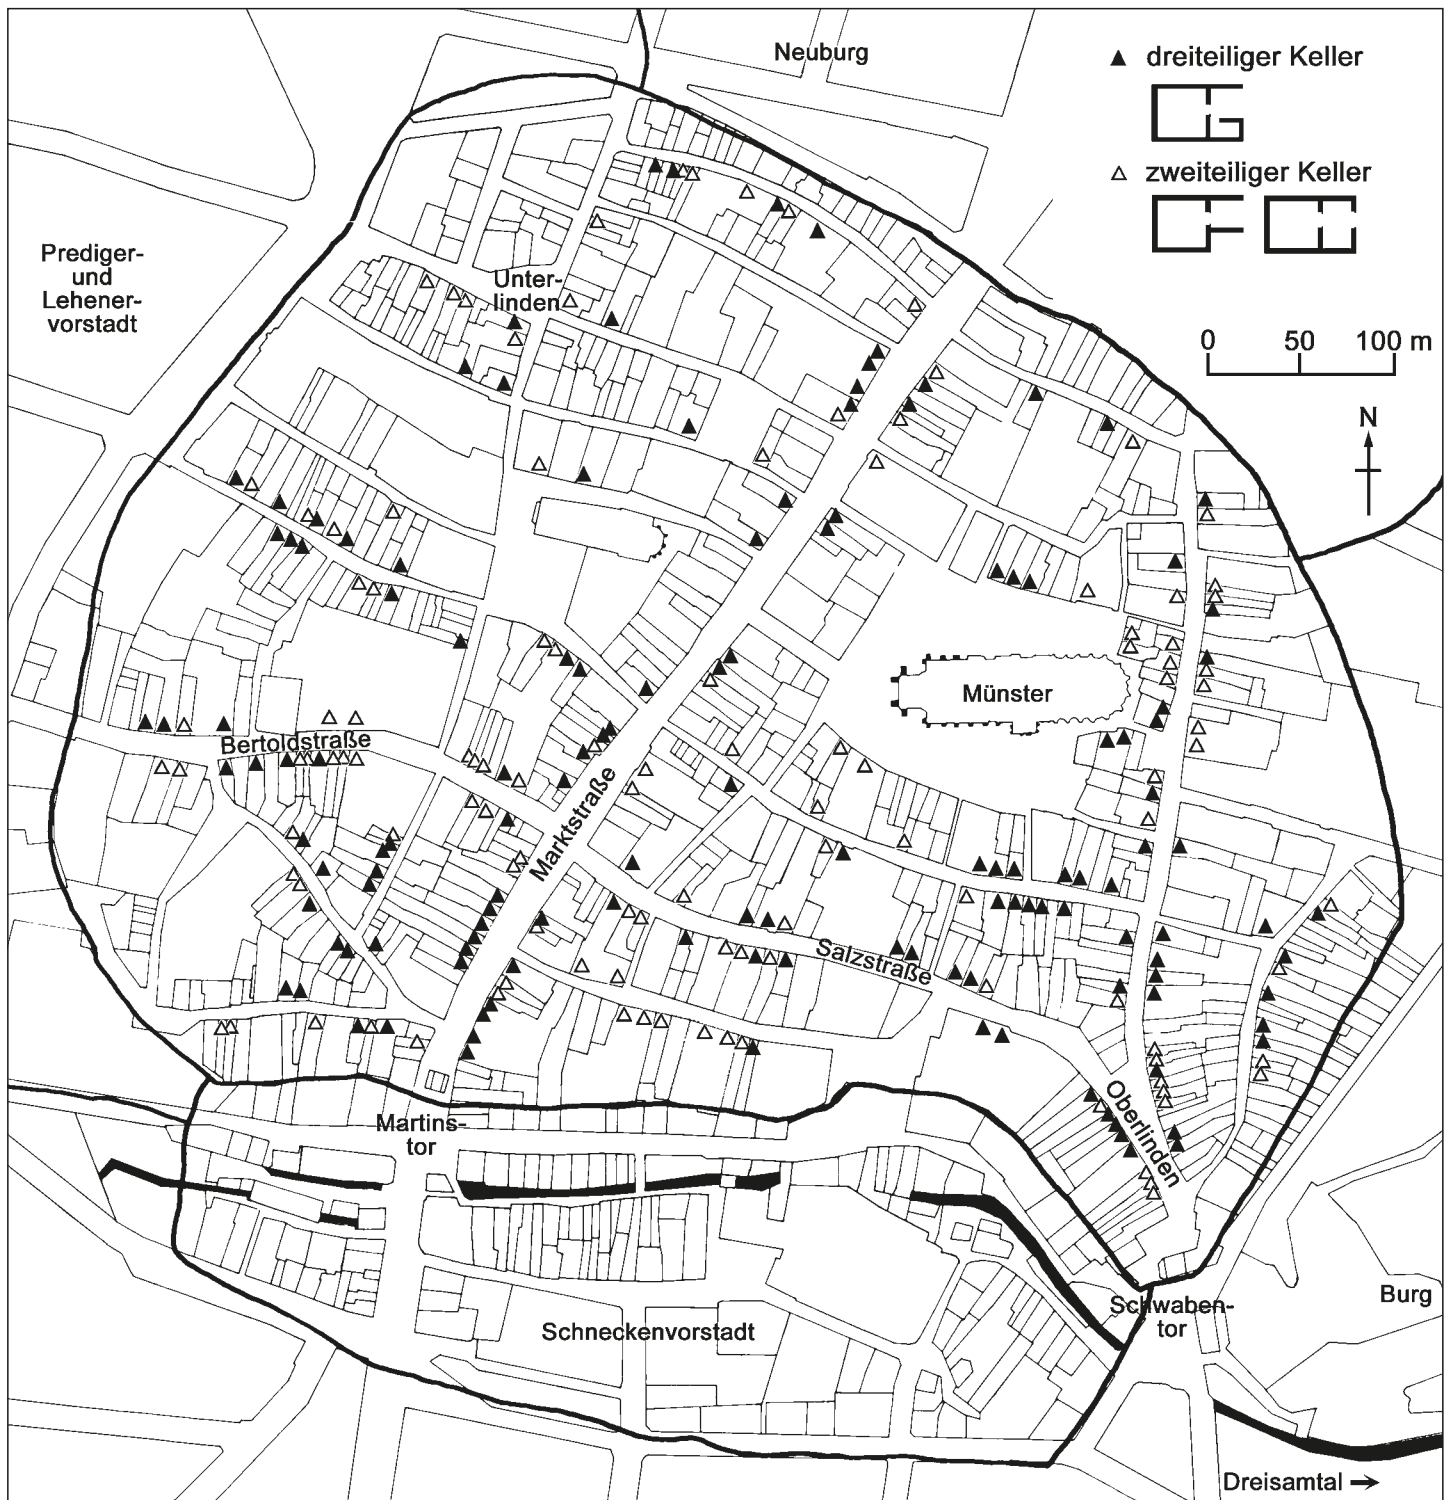 Neuburg
dreiteiliger Keller
zweiteiliger Keller
Prediger-
und
Lehener-
vorstadt
Unter-
linden
0 50 100 m
N
Münster
Bertoldstraße
Marktstraße
Salzstraße
Oberlinden
Martins-
tor
Schwaben-
tor
Burg
Schneckenvorstadt
Dreisamtal